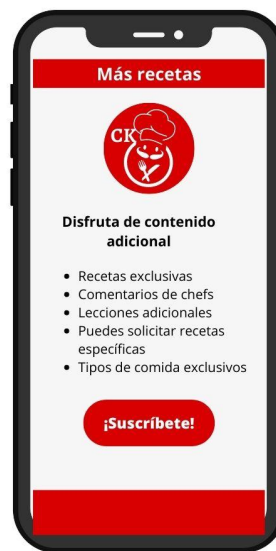 Más recetas
CK
Disfruta de contenido
adicional
• Recetas exclusivas
• Comentarios de chefs
• Lecciones adicionales
• Puedes solicitar recetas
específicas
• Tipos de comida exclusivos
¡Suscríbete!